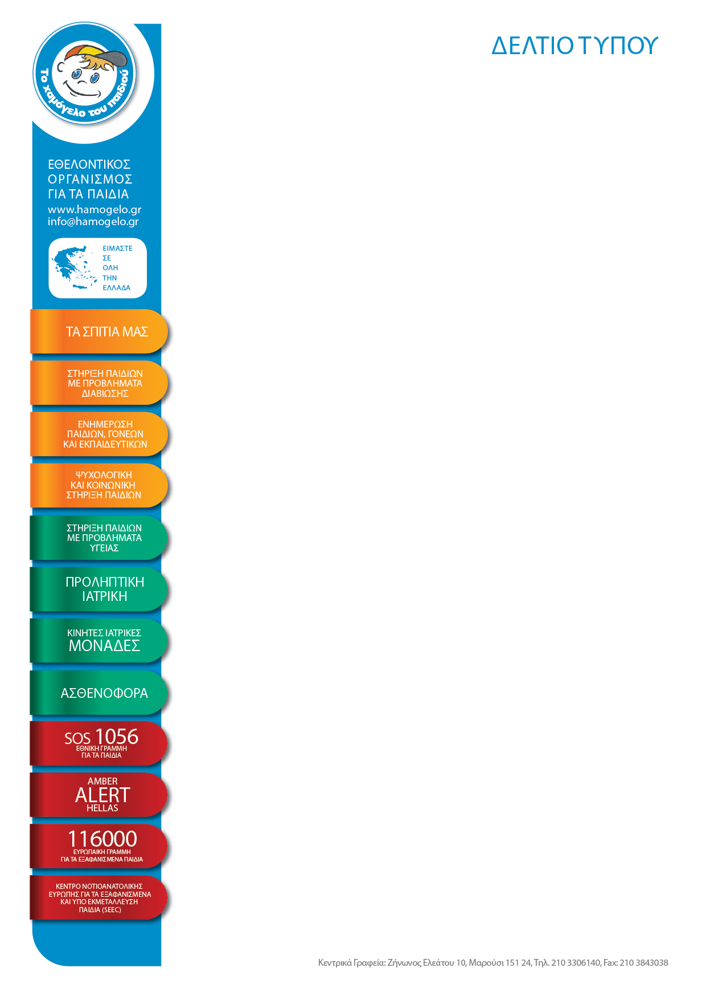 ΔΕΛΤΙΟ ΤΥΠΟΥ
Το χαμόγελο του παιδιού
ΕΘΕΛΟΝΤΙΚΟΣ
ΟΡΓΑΝΙΣΜΟΣ
ΓΙΑ ΤΑ ΠΑΙΔΙΑ
www.hamogelo.gr
info@hamogelo.gr
ΕΙΜΑΣΤΕ
ΣΕ
ΟΛΗ
ΤΗΝ
ΕΛΛΑΔΑ
ΤΑ ΣΠΙΤΙΑ ΜΑΣ
ΣΤΗΡΙΞΗ ΠΑΙΔΙΩΝ
ΜΕ ΠΡΟΒΛΗΜΑΤΑ
ΔΙΑΒΙΩΣΗΣ
ΕΝΗΜΕΡΩΣΗ
ΠΑΙΔΙΩΝ, ΓΟΝΕΩΝ
ΚΑΙ ΕΚΠΑΙΔΕΥΤΙΚΩΝ
ΨΥΧΟΛΟΓΙΚΗ
ΚΑΙ ΚΟΙΝΩΝΙΚΗ
ΣΤΗΡΙΞΗ ΠΑΙΔΙΩΝ
ΣΤΗΡΙΞΗ ΠΑΙΔΙΩΝ
ΜΕ ΠΡΟΒΛΗΜΑΤΑ
ΥΓΕΙΑΣ
ΠΡΟΛΗΠΤΙΚΗ
ΙΑΤΡΙΚΗ
ΚΙΝΗΤΕΣ ΙΑΤΡΙΚΕΣ
ΜΟΝΑΔΕΣ
ΑΣΘΕΝΟΦΟΡΑ
SOS 1056
ΕΘΝΙΚΗ ΓΡΑΜΜΗ
ΓΙΑ ΤΑ ΠΑΙΔΙΑ
AMBER
ALERT
HELLAS
116000
ΕΥΡΩΠΑΙΚΗ ΓΡΑΜΜΗ
ΓΙΑ ΤΑ ΕΞΑΦΑΝΙΣΜΕΝΑ ΠΑΙΔΙΑ
ΚΕΝΤΡΟ ΝΟΤΙΟΑΝΑΤΟΛΙΚΗΣ
ΕΥΡΩΠΗΣ ΓΙΑ ΤΑ ΕΞΑΦΑΝΙΣΜΕΝΑ
ΚΑΙ ΥΠΟ ΕΚΜΕΤΑΛΛΕΥΣΗ
ΠΑΙΔΙΑ (SEEC)
Κεντρικά Γραφεία: Ζήνωνος Ελεάτου 10, Μαρούσι 151 24, Τηλ. 210 3306140, Fax: 210 3843038